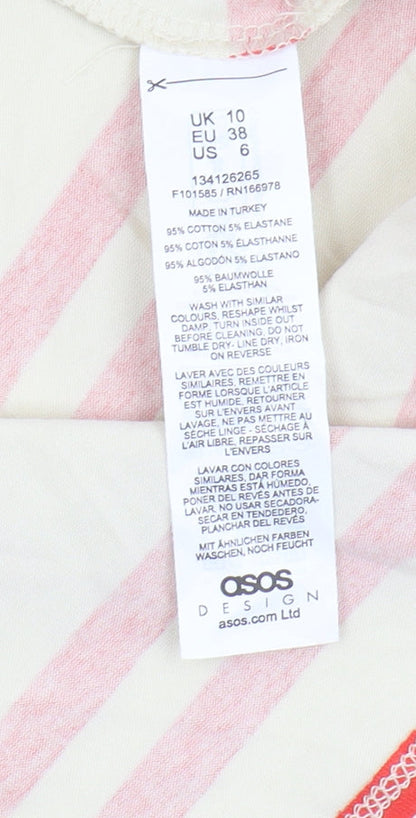 UK 10
EU 38
US 6
134126265
F101585 / RN166978
MADE IN TURKEY
95% COTTON 5% ELASTANE
95% COTON 5% ÉLASTHANNE
95% ALGODÓN 5% ELASTANO
95% BAUMWOLLE
5% ELASTHAN
WASH WITH SIMILAR
COLOURS, RESHAPE WHILST
DAMP, TURN INSIDE OUT
BEFORE CLEANING, DO NOT
TUMBLE DRY- LINE DRY, IRON
ON REVERSE
LAVER AVEC DES COULEURS
SIMILAIRES, REMETTRE EN
FORME LORSQUE L'ARTICLE
EST HUMIDE, RETOURNER
SUR L'ENVERS AVANT
LAVAGE, NE PAS METTRE AU
SÈCHE LINGE - SÉCHAGE À
L'AIR LIBRE, REPASSER SUR
L'ENVERS
LAVAR CON COLORES
SIMILARES, DAR FORMA
MIENTRAS ESTÁ HÚMEDO,
PONER DEL REVÉS ANTES DE
LAVAR, NO USAR SECADORA-
SECAR EN TENDEDERO,
PLANCHAR DEL REVÉS
MIT ÄHNLICHEN FARBEN
WASCHEN, NOCH FEUCHT
asos
DESIGN
asos.com Ltd